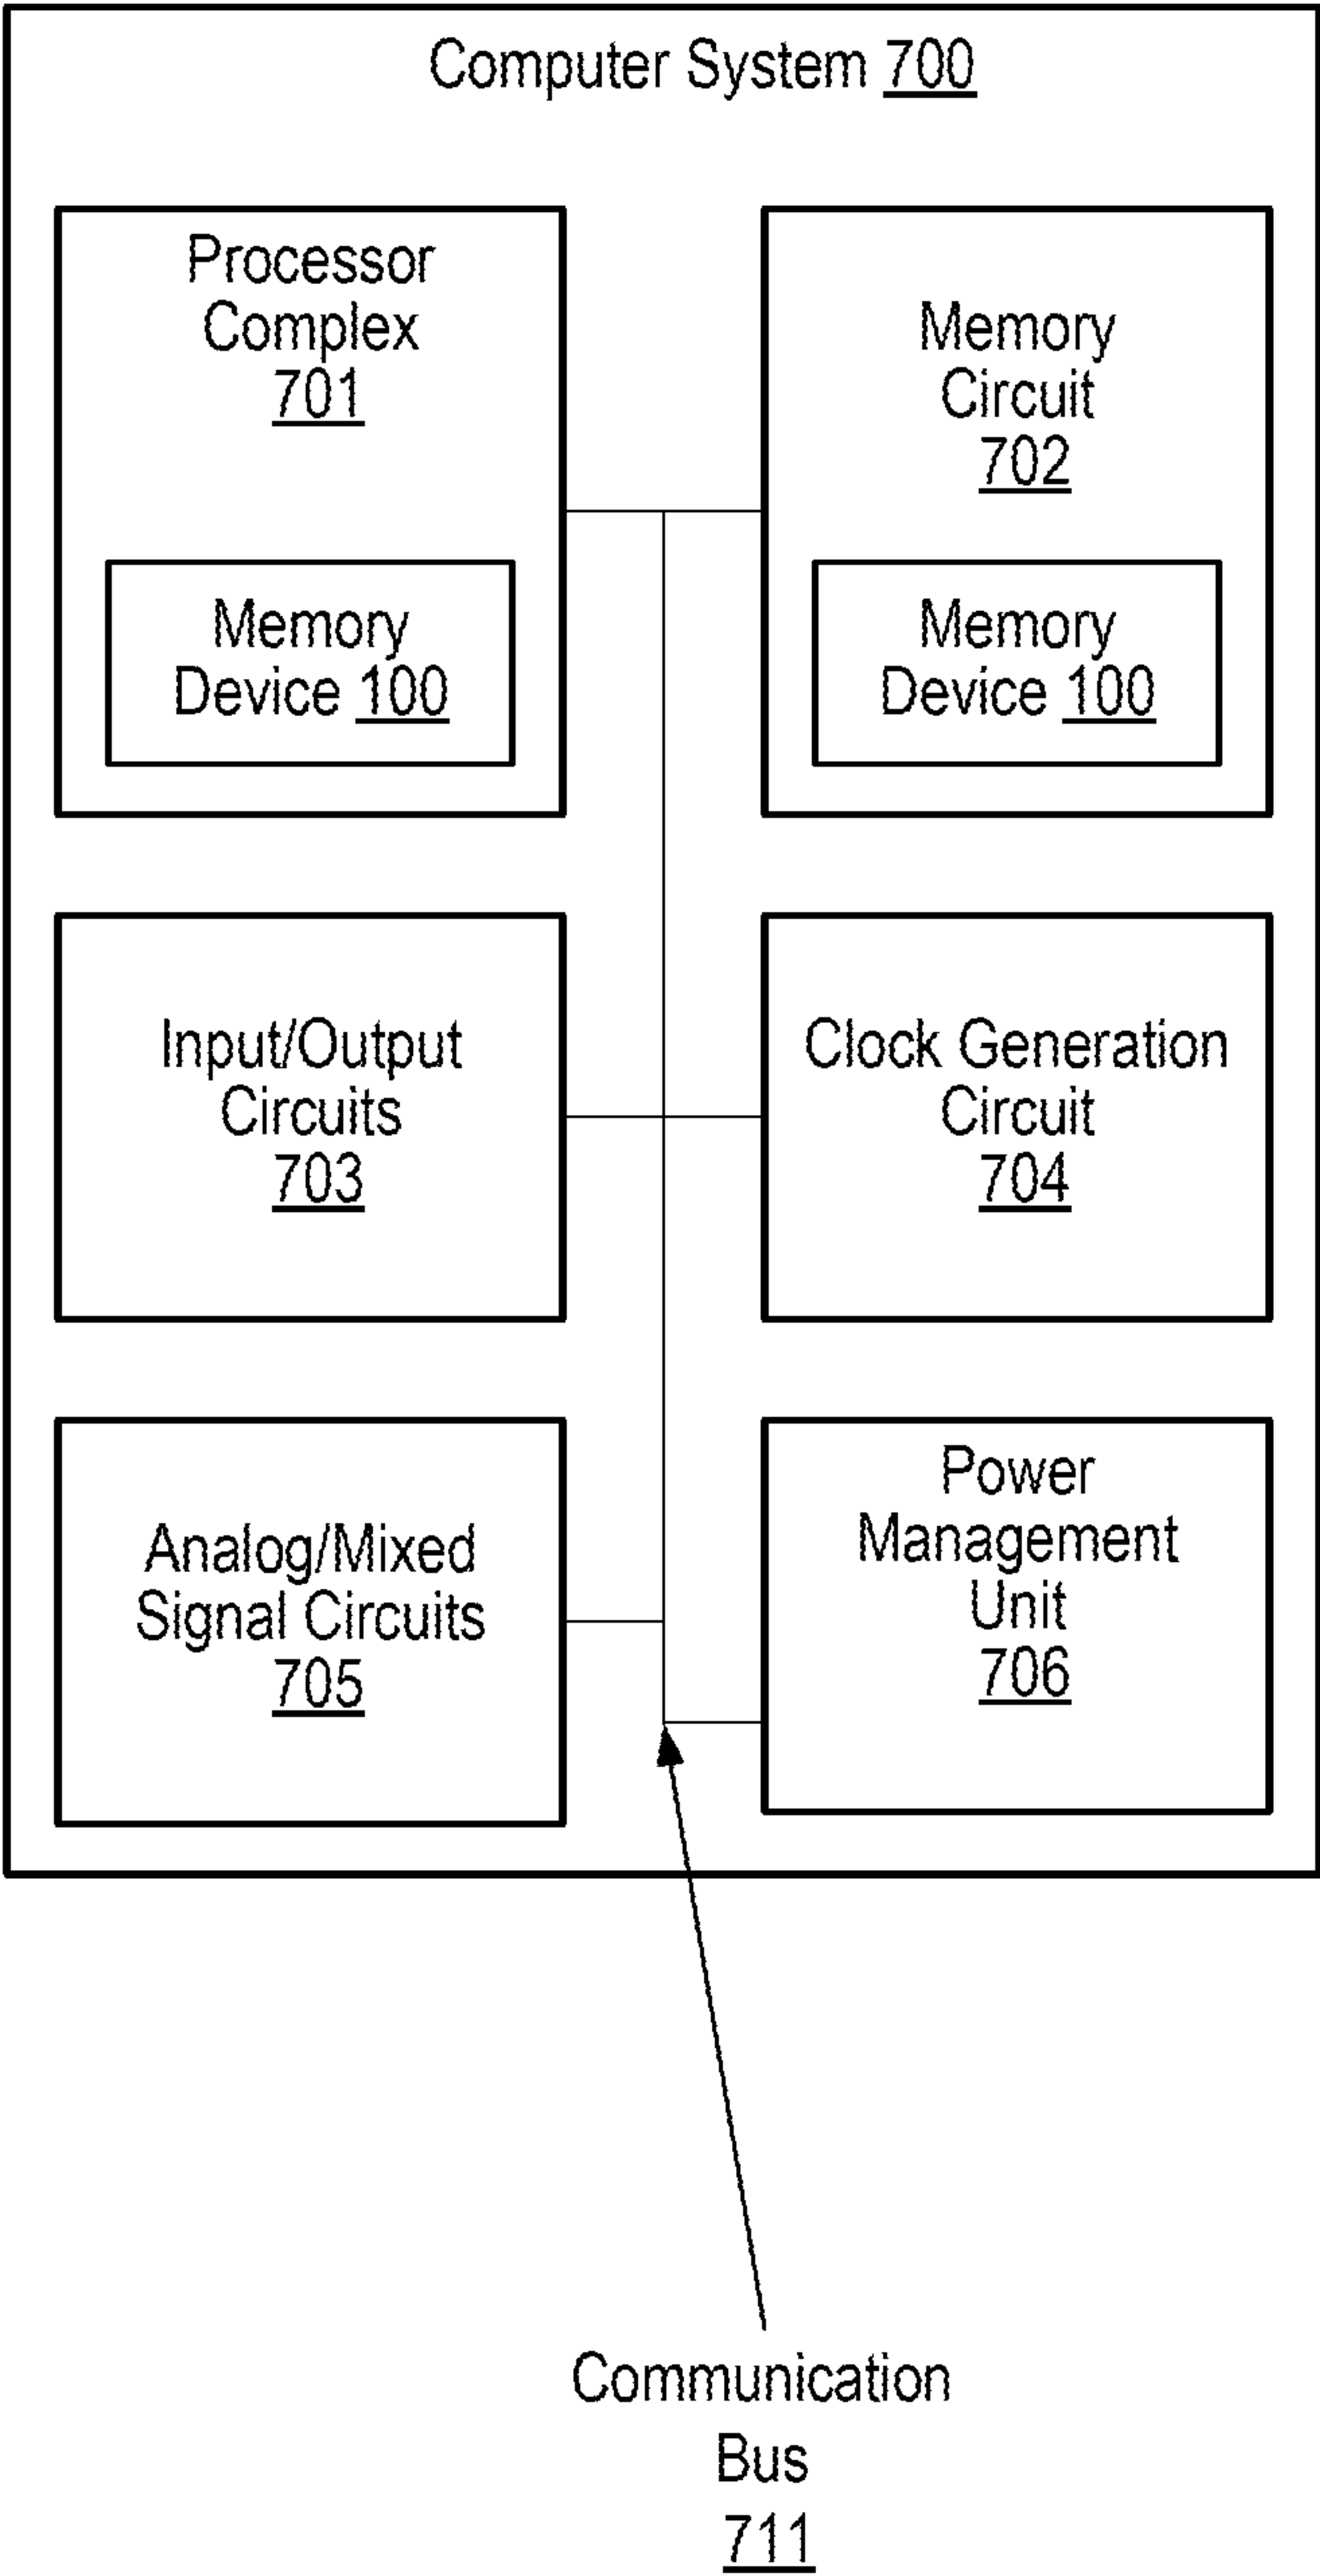 Computer System 700
Processor
Complex
701
Memory
Device 100
Memory
Circuit
702
Memory
Device 100
Input/Output
Circuits
703
Clock Generation
Circuit
704
Analog/Mixed
Signal Circuits
705
Power
Management
Unit
706
Communication
Bus
711